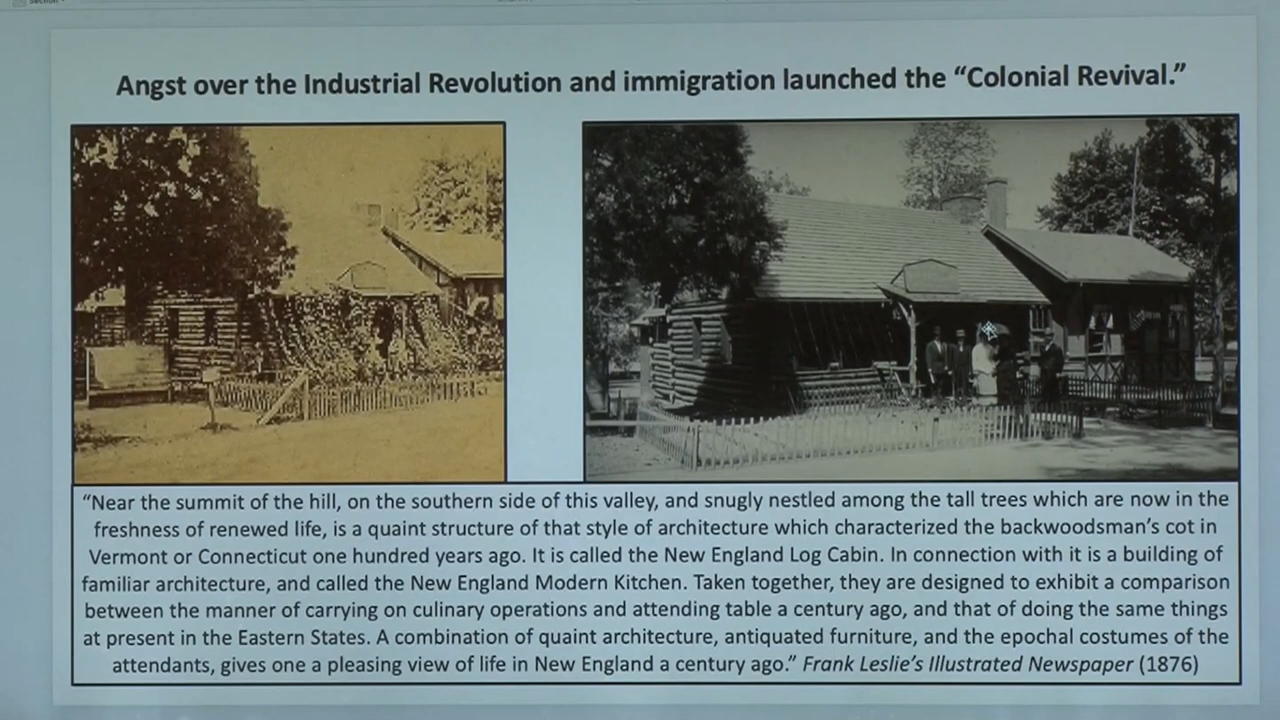 Section
Angst over the Industrial Revolution and immigration launched the “Colonial Revival.”
“Near the summit of the hill, on the southern side of this valley, and snugly nestled among the tall trees which are now in the
freshness of renewed life, is a quaint structure of that style of architecture which characterized the backwoodsman’s cot in
Vermont or Connecticut one hundred years ago. It is called the New England Log Cabin. In connection with it is a building of
familiar architecture, and called the New England Modern Kitchen. Taken together, they are designed to exhibit a comparison
between the manner of carrying on culinary operations and attending table a century ago, and that of doing the same things
at present in the Eastern States. A combination of quaint architecture, antiquated furniture, and the epochal costumes of the
attendants, gives one a pleasing view of life in New England a century ago.” Frank Leslie’s Illustrated Newspaper (1876)